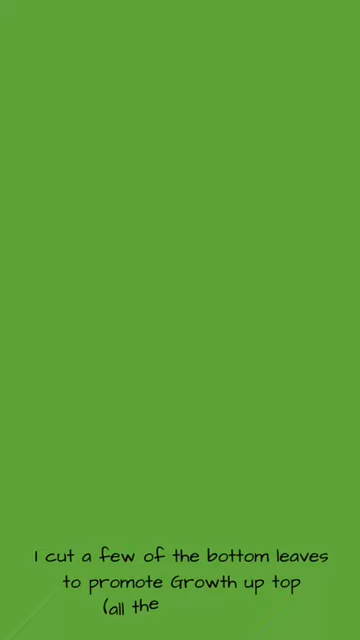 I cut a few of the bottom leaves
to promote Growth up top
(all the